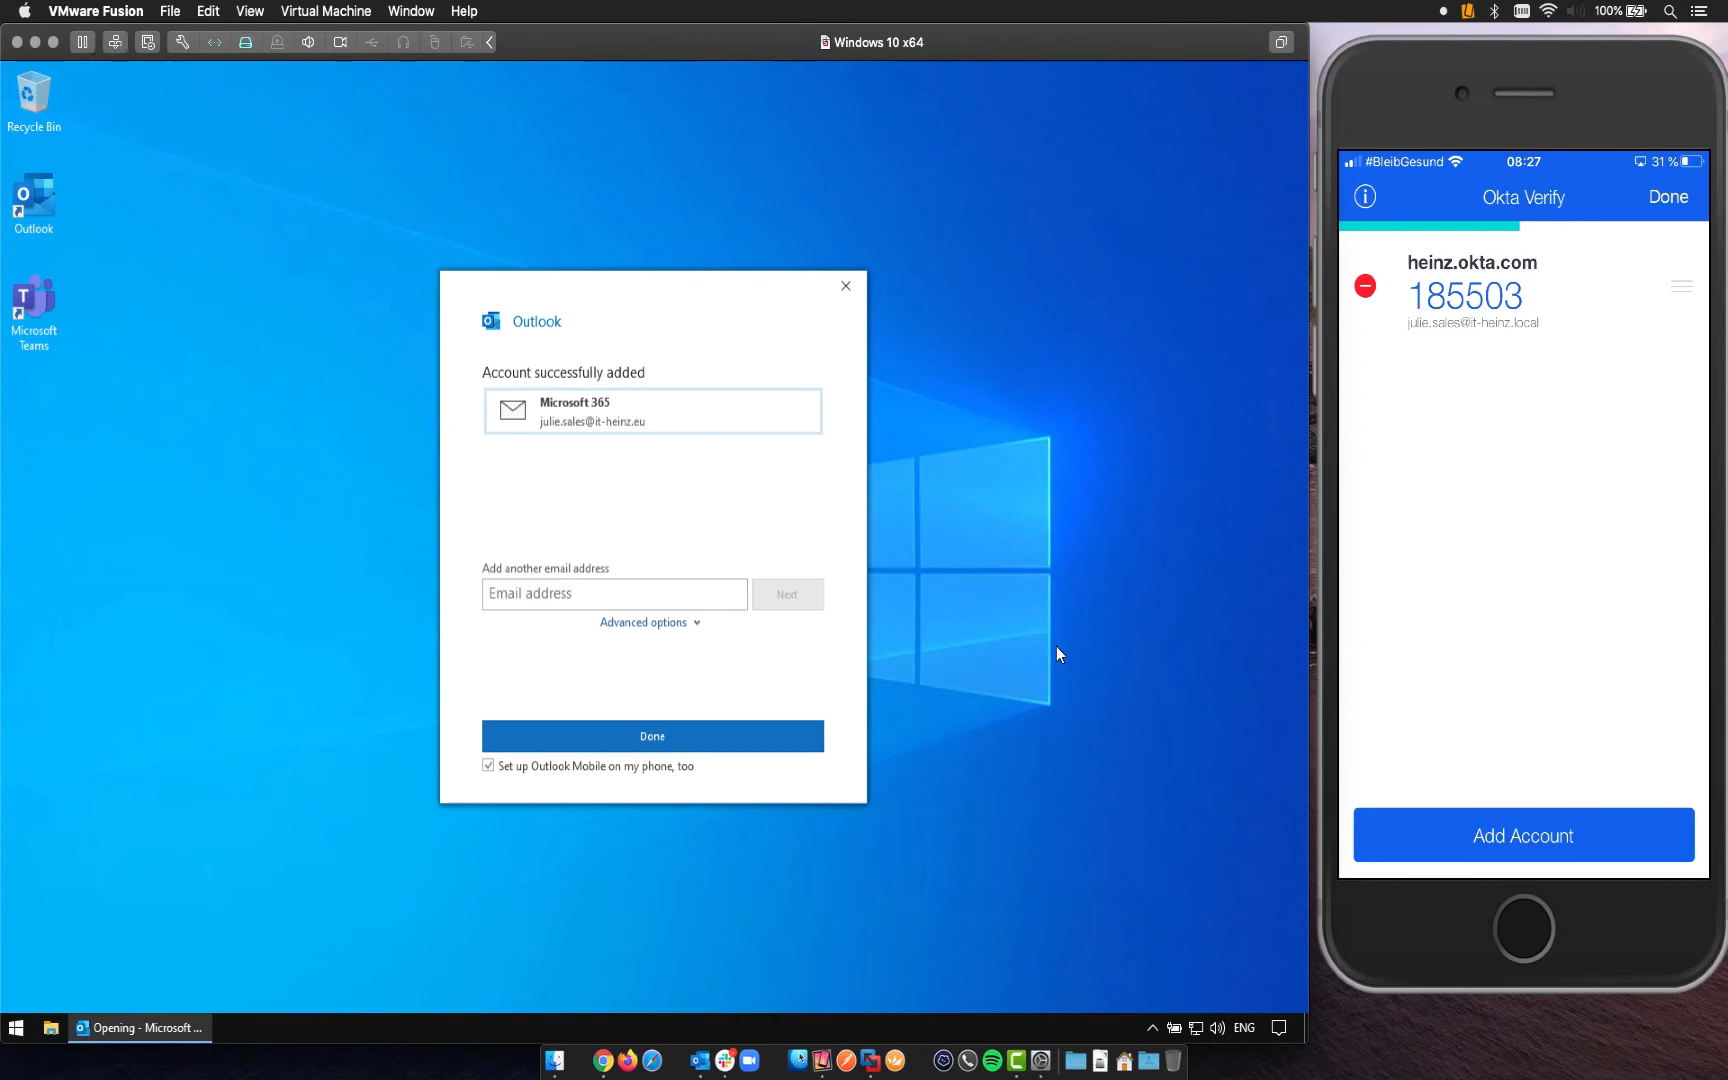 VMware Fusion File Edit View Virtual Machine Window Help
100%
Windows 10 x64
Recycle Bin
Outlook
Microsoft
Teams
Outlook
Account successfully added
Microsoft 365
julie.sales@it-heinz.eu
Add another email address
Email address
Next
Advanced options
Done
Set up Outlook Mobile on my phone, too
Opening - Microsoft ...
ENG
#BleibGesund 08:27 31 %
Okta Verify Done
heinz.okta.com
185503
julie.sales@it-heinz.local
Add Account